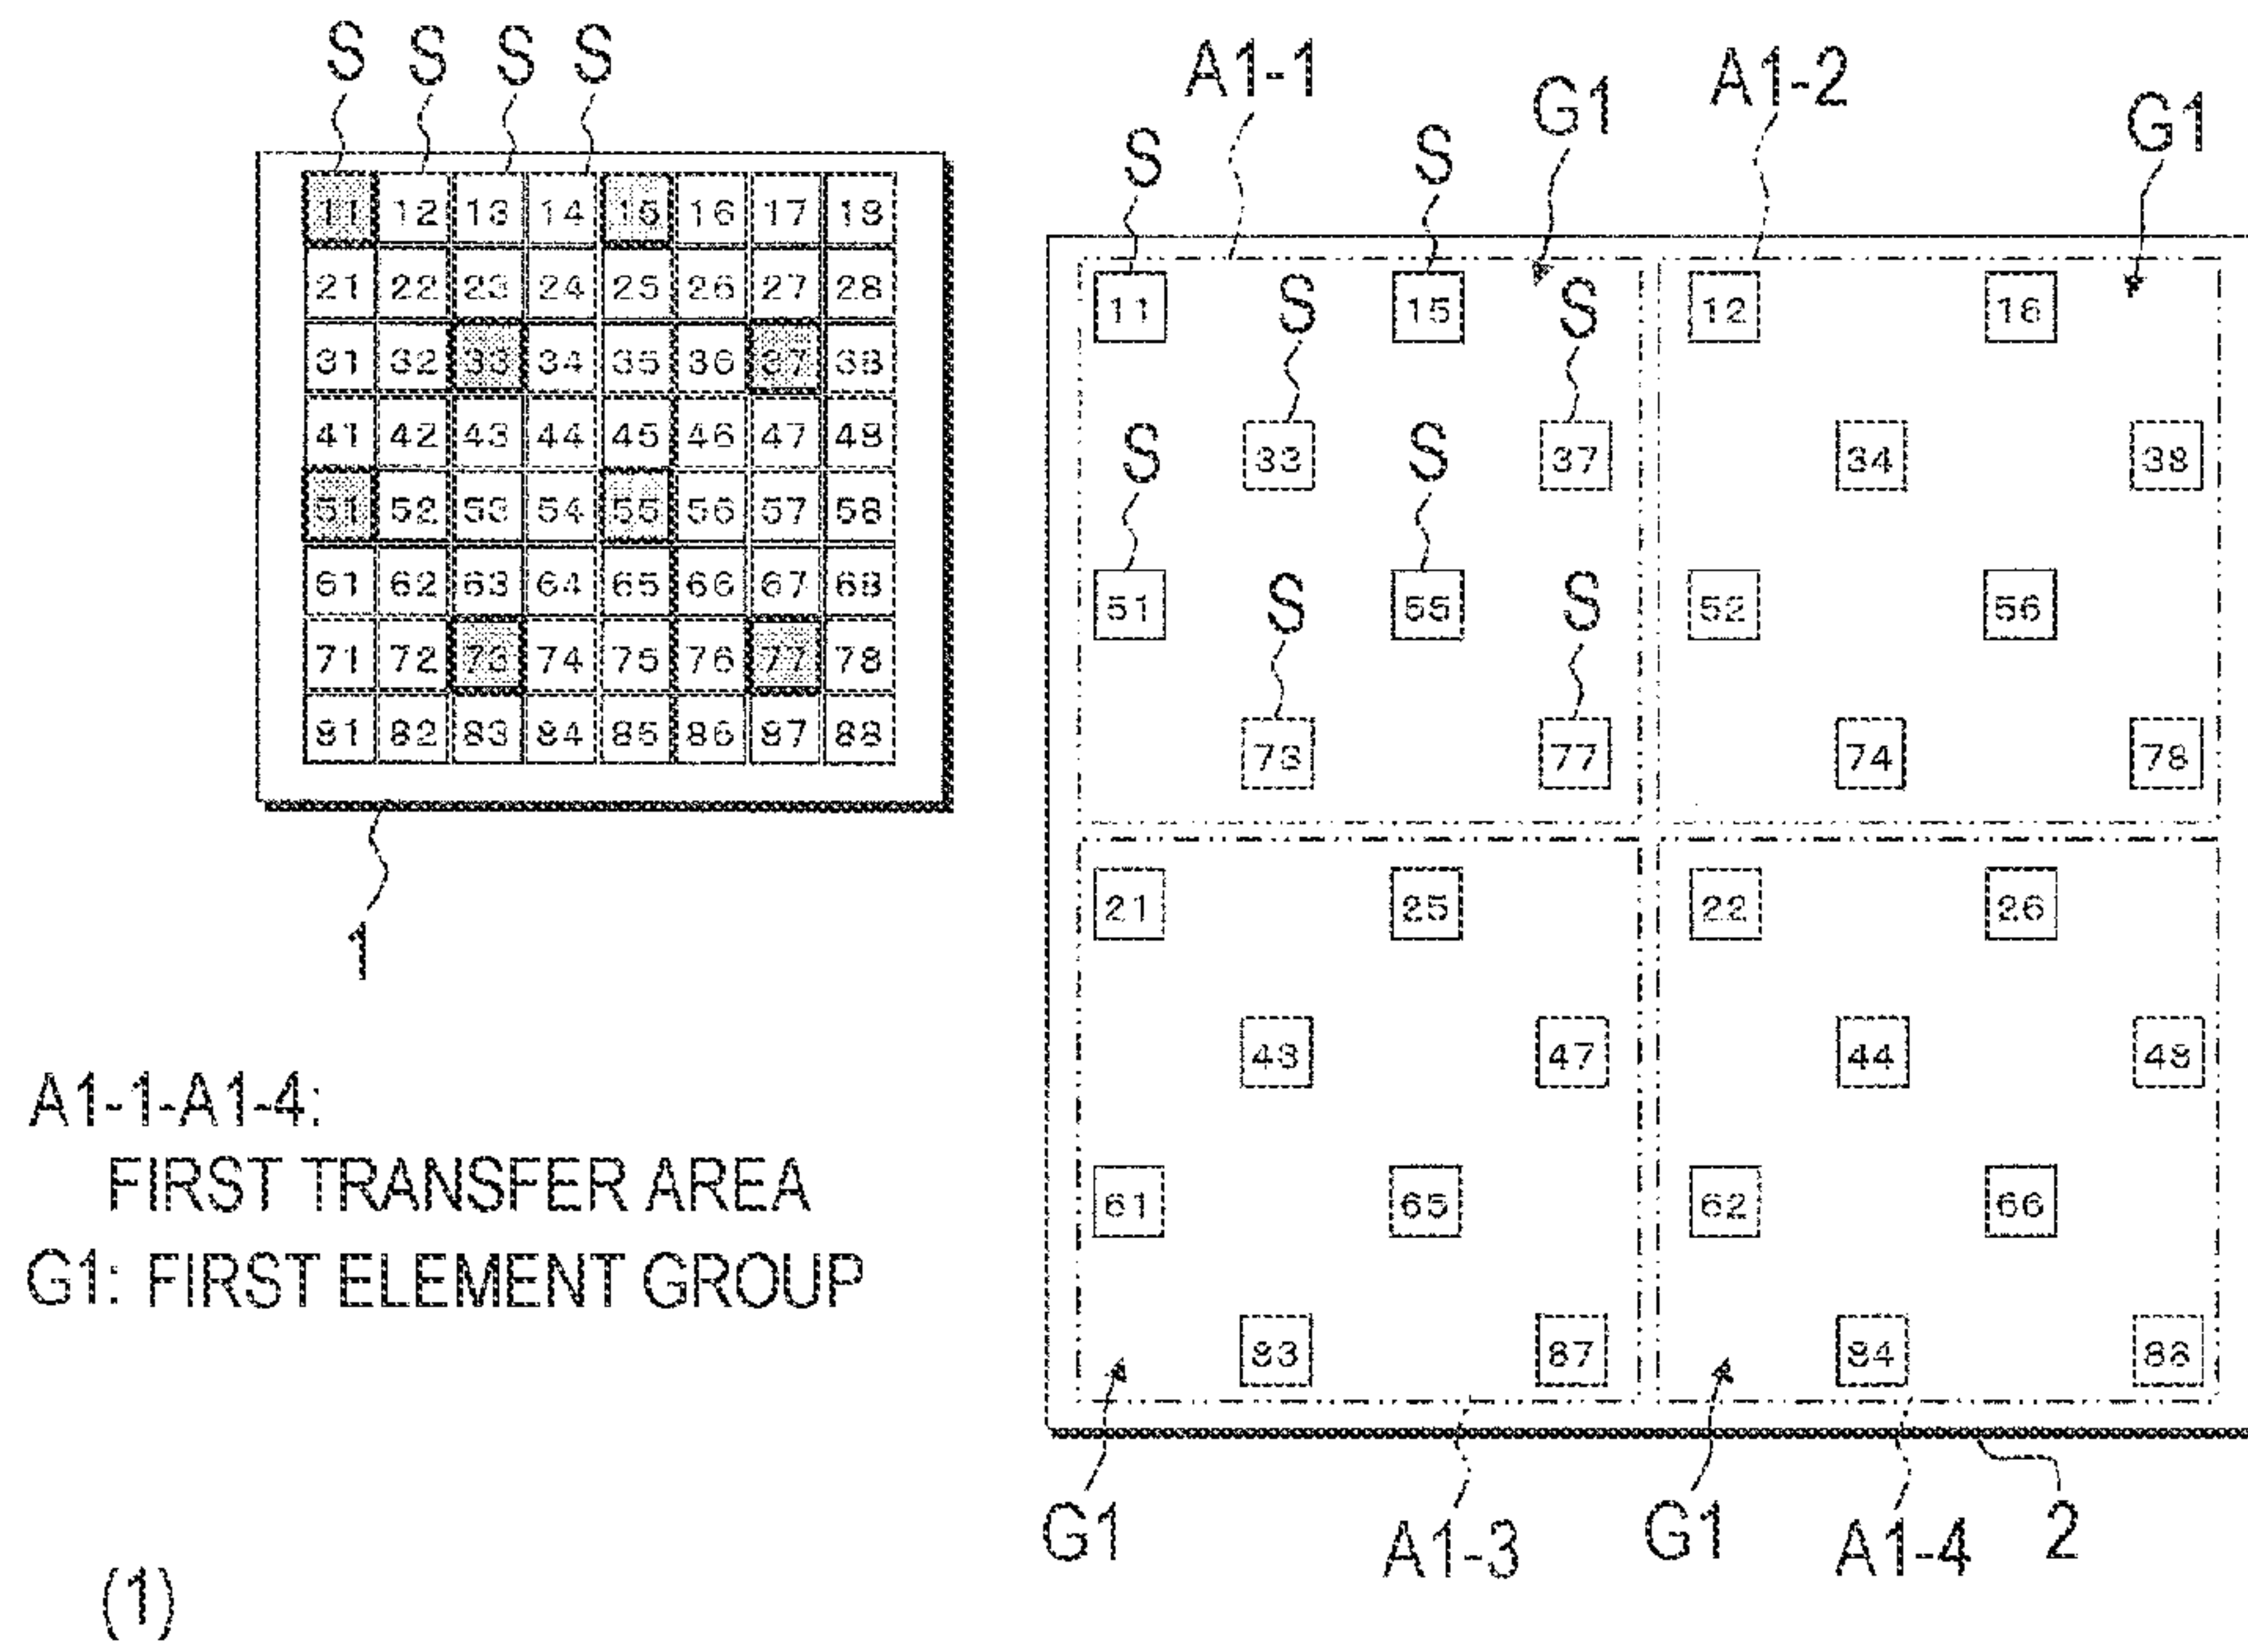 S S S S
11 12 13 14 15 16 17 18
21 22 23 24 25 26 27 28
31 32 33 34 35 36 37 38
41 42 43 44 45 46 47 48
51 52 53 54 55 56 57 58
61 62 63 64 65 66 67 68
71 72 73 74 75 76 77 78
81 82 83 84 85 86 87 88
1
A1-1-A1-4:
FIRST TRANSFER AREA
G1: FIRST ELEMENT GROUP
(1)
A1-1 G1 A1-2 G1
S S
11 S 15 S 12 16
S 33 S 37 34 38
51 S 55 S 52 56
73 77 74 78
21 25 22 26
43 47 44 48
61 65 62 66
83 87 84 88
G1 A1-3 G1 A1-4 2